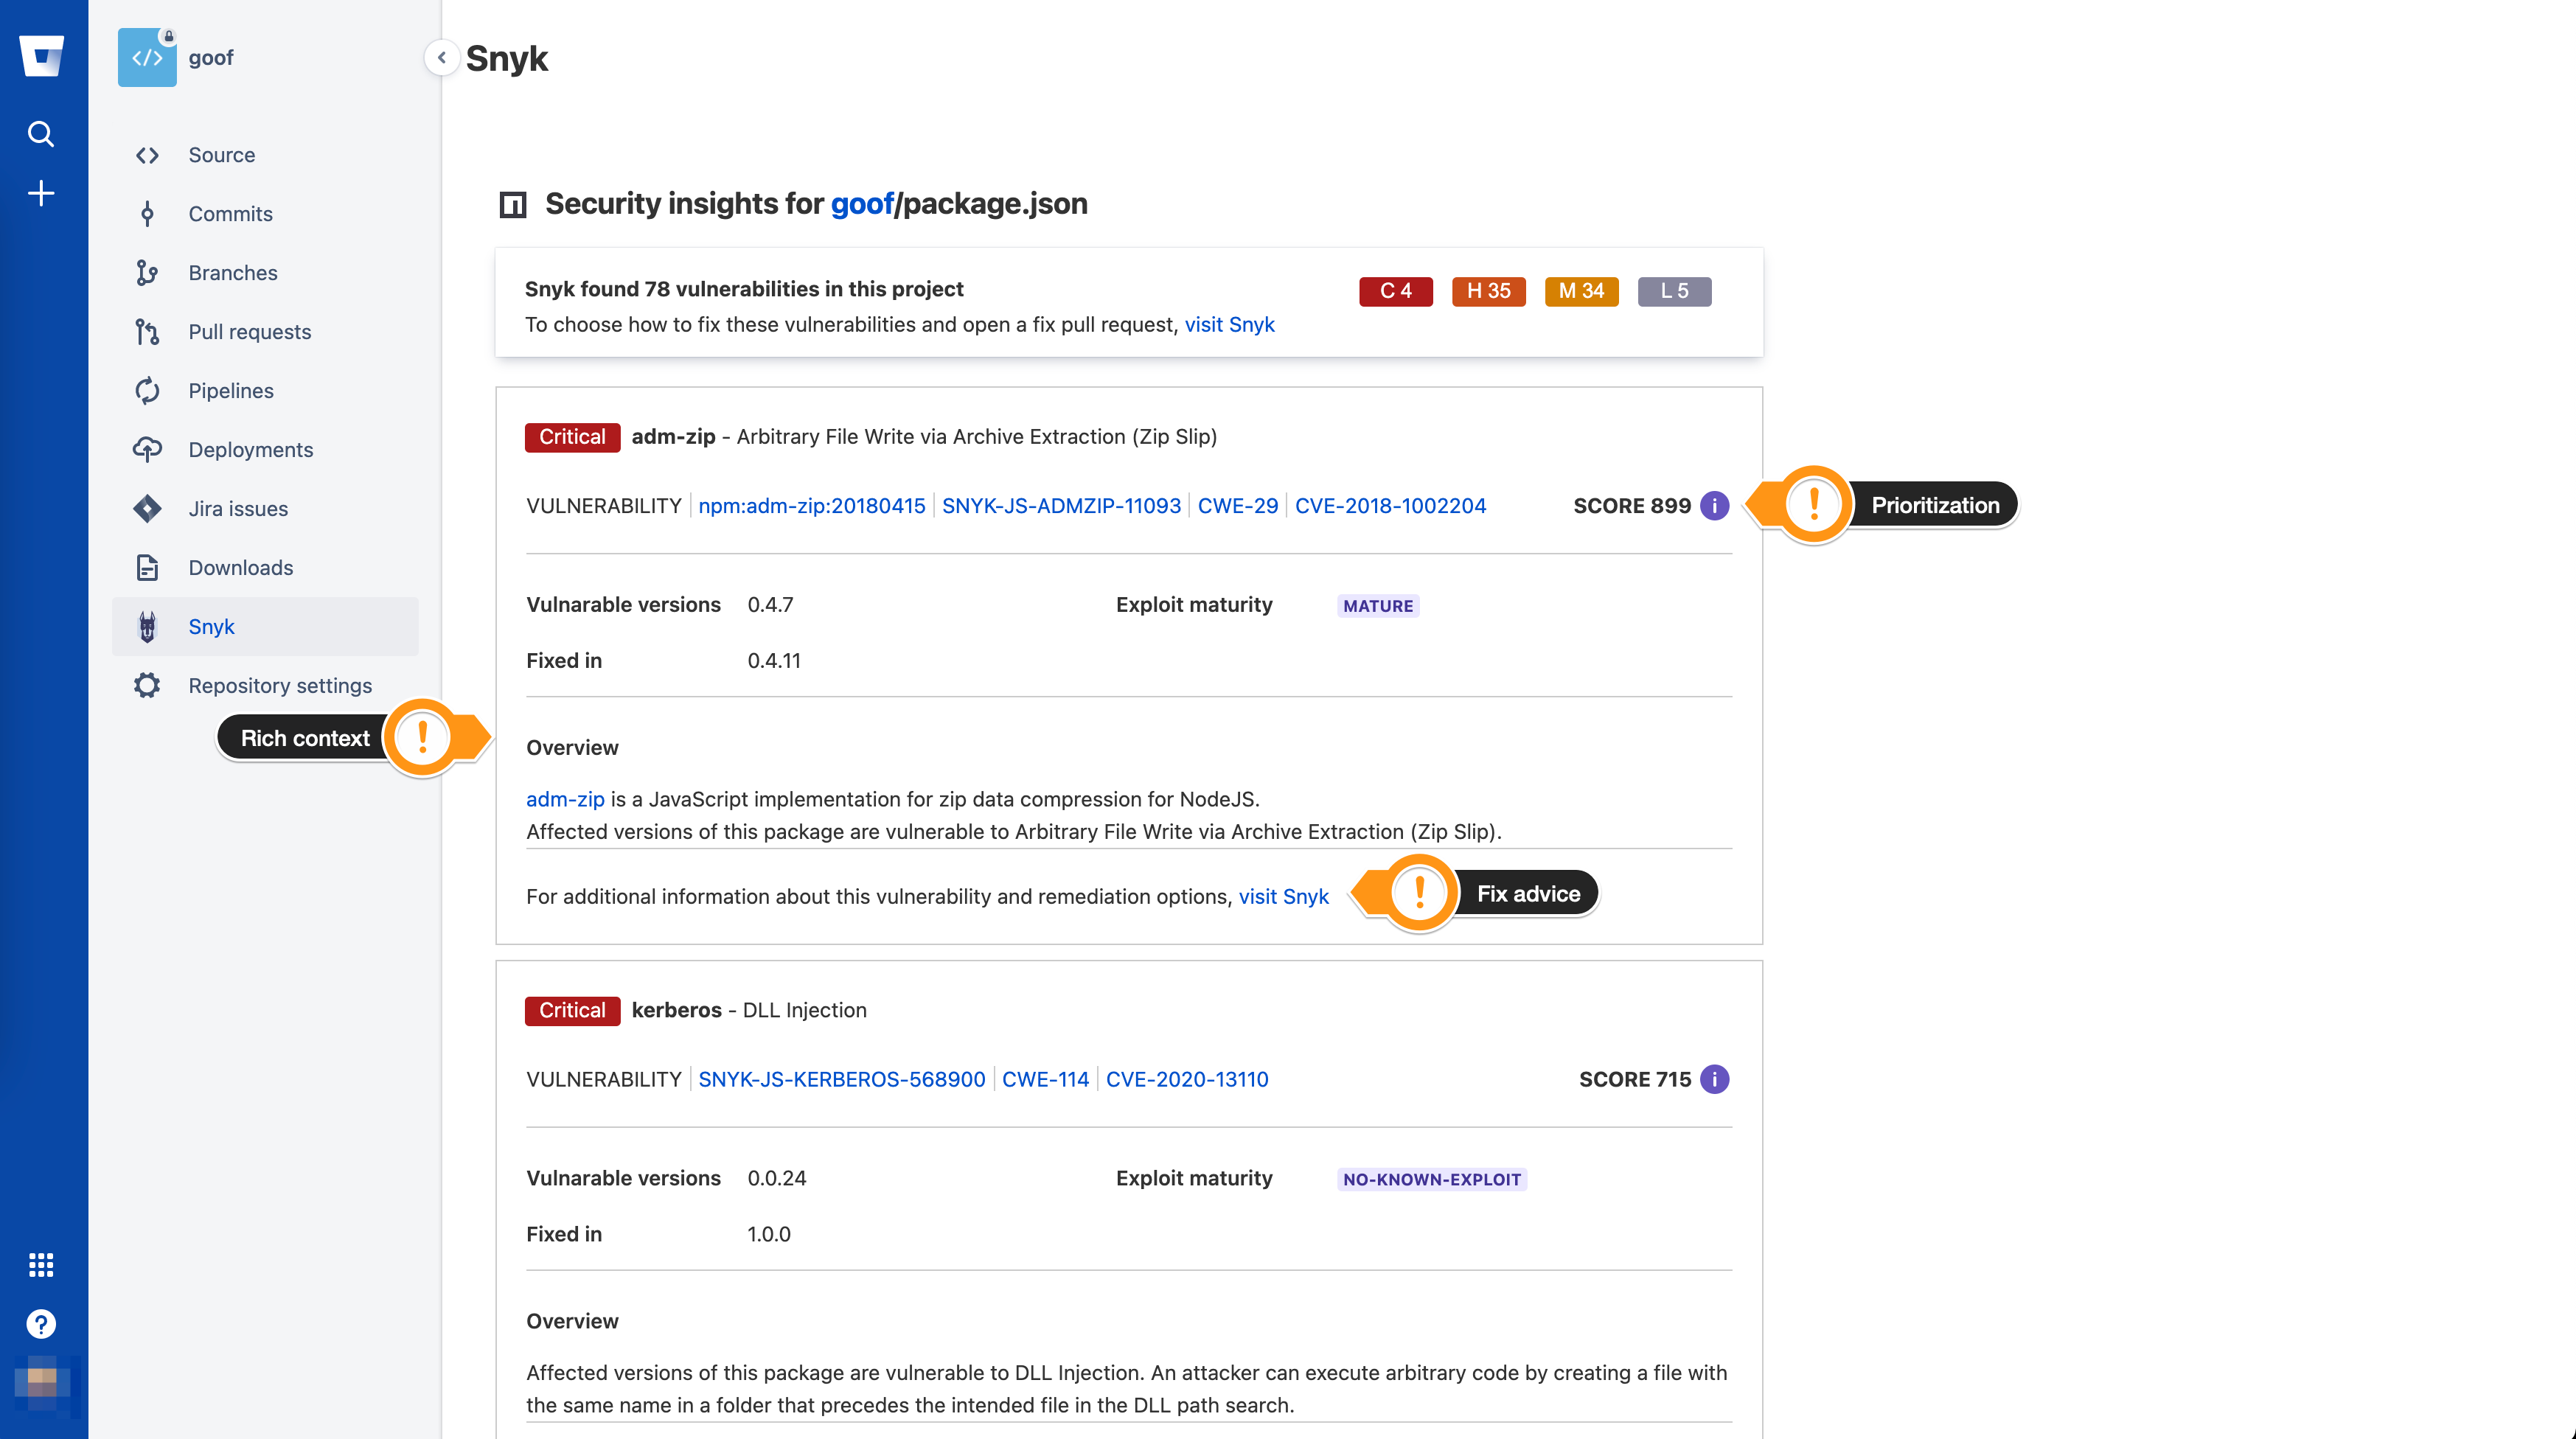 goof
Snyk
Source
Commits
Branches
Pull requests
Pipelines
Deployments
Jira issues
Downloads
Snyk
Repository settings
Rich context
Security insights for goof/package.json
Snyk found 78 vulnerabilities in this project
C 4 H 35 M 34 L 5
To choose how to fix these vulnerabilities and open a fix pull request, visit Snyk
Critical adm-zip - Arbitrary File Write via Archive Extraction (Zip Slip)
VULNERABILITY npm:adm-zip:20180415 SNYK-JS-ADMZIP-11093 CWE-29 CVE-2018-1002204 SCORE 899 i
Prioritization
Vulnarable versions 0.4.7 Exploit maturity MATURE
Fixed in 0.4.11
Overview
adm-zip is a JavaScript implementation for zip data compression for NodeJS.
Affected versions of this package are vulnerable to Arbitrary File Write via Archive Extraction (Zip Slip).
For additional information about this vulnerability and remediation options, visit Snyk
Fix advice
Critical kerberos - DLL Injection
VULNERABILITY SNYK-JS-KERBEROS-568900 CWE-114 CVE-2020-13110 SCORE 715 i
Vulnarable versions 0.0.24 Exploit maturity NO-KNOWN-EXPLOIT
Fixed in 1.0.0
Overview
Affected versions of this package are vulnerable to DLL Injection. An attacker can execute arbitrary code by creating a file with
the same name in a folder that precedes the intended file in the DLL path search.